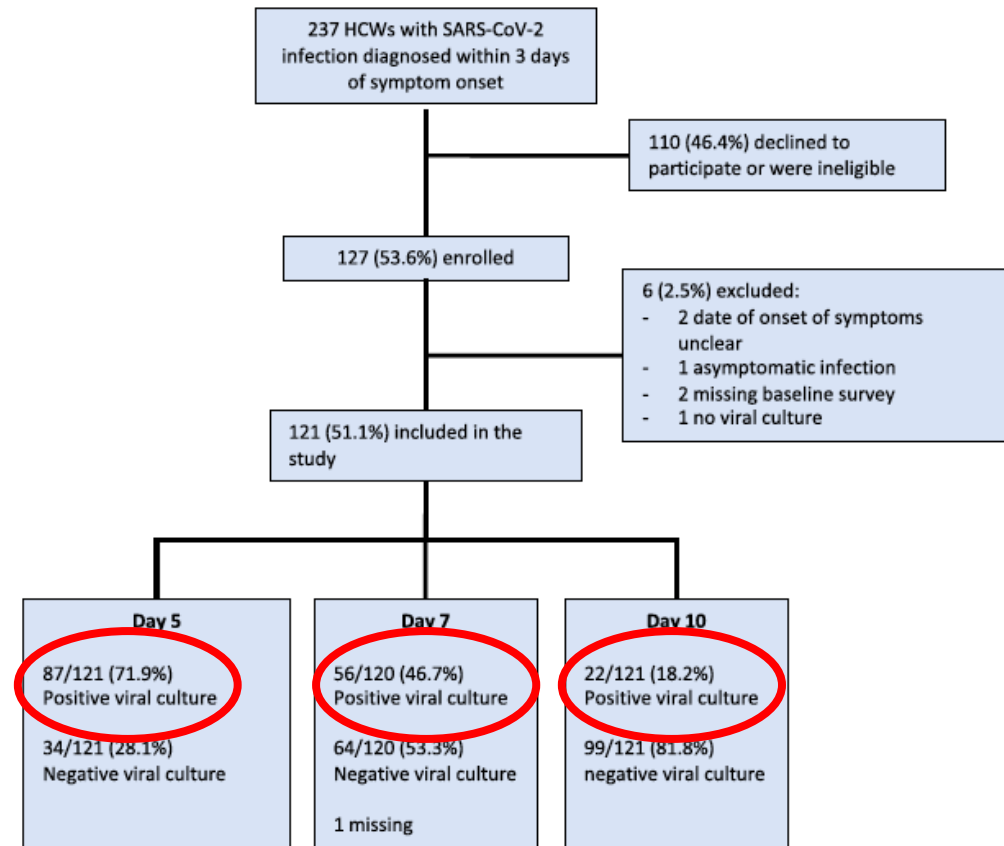 237 HCWs with SARS-CoV-2
infection diagnosed within 3 days
of symptom onset
110 (46.4%) declined to
participate or were ineligible
127 (53.6%) enrolled
6 (2.5%) excluded:
- 2 date of onset of symptoms
unclear
- 1 asymptomatic infection
- 2 missing baseline survey
- 1 no viral culture
121 (51.1%) included in the
study
Day 5
87/121 (71.9%)
Positive viral culture
34/121 (28.1%)
Negative viral culture
Day 7
56/120 (46.7%)
Positive viral culture
64/120 (53.3%)
Negative viral culture
1 missing
Day 10
22/121 (18.2%)
Positive viral culture
99/121 (81.8%)
negative viral culture